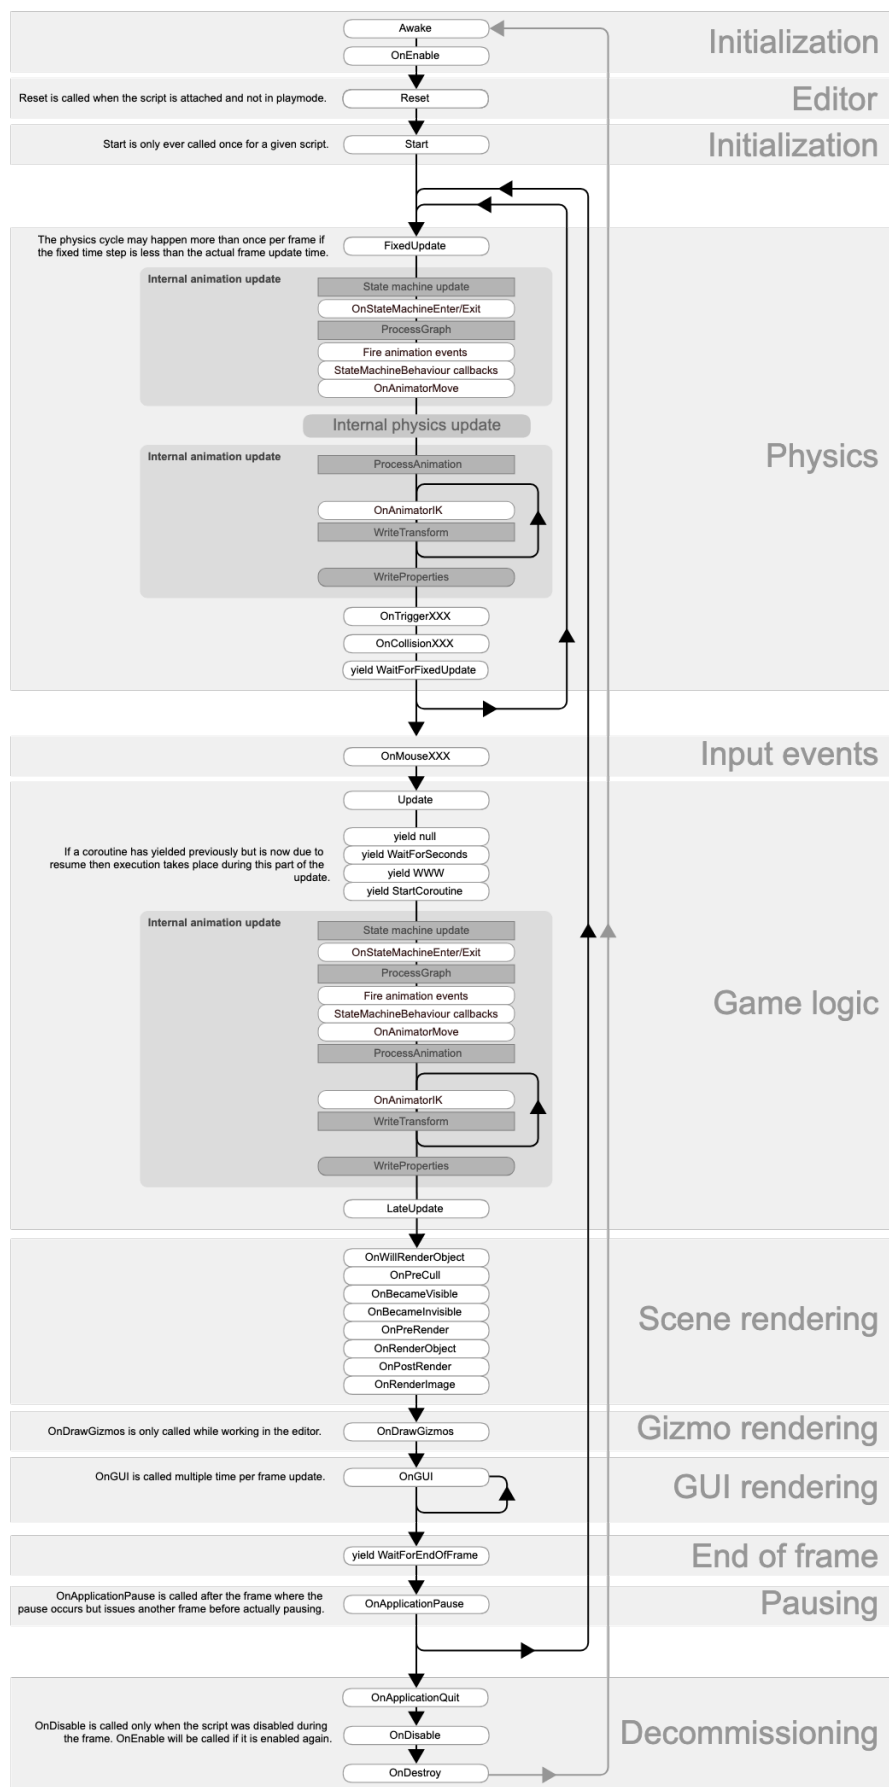 Awake
Initialization
OnEnable
Reset is called when the script is attached and not in playmode.
Reset
Editor
Start is only ever called once for a given script.
Start
Initialization
The physics cycle may happen more than once per frame if
the fixed time step is less than the actual frame update time.
FixedUpdate
Internal animation update
State machine update
OnStateMachineEnter/Exit
ProcessGraph
Fire animation events
StateMachineBehaviour callbacks
OnAnimatorMove
Internal physics update
Physics
Internal animation update
ProcessAnimation
OnAnimatorIK
WriteTransform
WriteProperties
OnTriggerXXX
OnCollisionXXX
yield WaitForFixedUpdate
OnMouseXXX
Input events
Update
yield null
If a coroutine has yielded previously but is now due to
resume then execution takes place during this part of the
update.
yield WaitForSeconds
yield WWW
yield StartCoroutine
Internal animation update
State machine update
OnStateMachineEnter/Exit
ProcessGraph
Fire animation events
Game logic
StateMachineBehaviour callbacks
OnAnimatorMove
ProcessAnimation
OnAnimatorIK
WriteTransform
WriteProperties
LateUpdate
OnWillRenderObject
OnPreCull
OnBecameVisible
OnBecameInvisible
Scene rendering
OnPreRender
OnRenderObject
OnPostRender
OnRenderImage
OnDrawGizmos is only called while working in the editor.
OnDrawGizmos
Gizmo rendering
OnGUI is called multiple time per frame update.
OnGUI
GUI rendering
yield WaitForEndOfFrame
End of frame
OnApplicationPause is called after the frame where the
pause occurs but issues another frame before actually pausing.
OnApplicationPause
Pausing
OnApplicationQuit
OnDisable is called only when the script was disabled during
the frame. OnEnable will be called if it is enabled again.
OnDisable
Decommissioning
OnDestroy